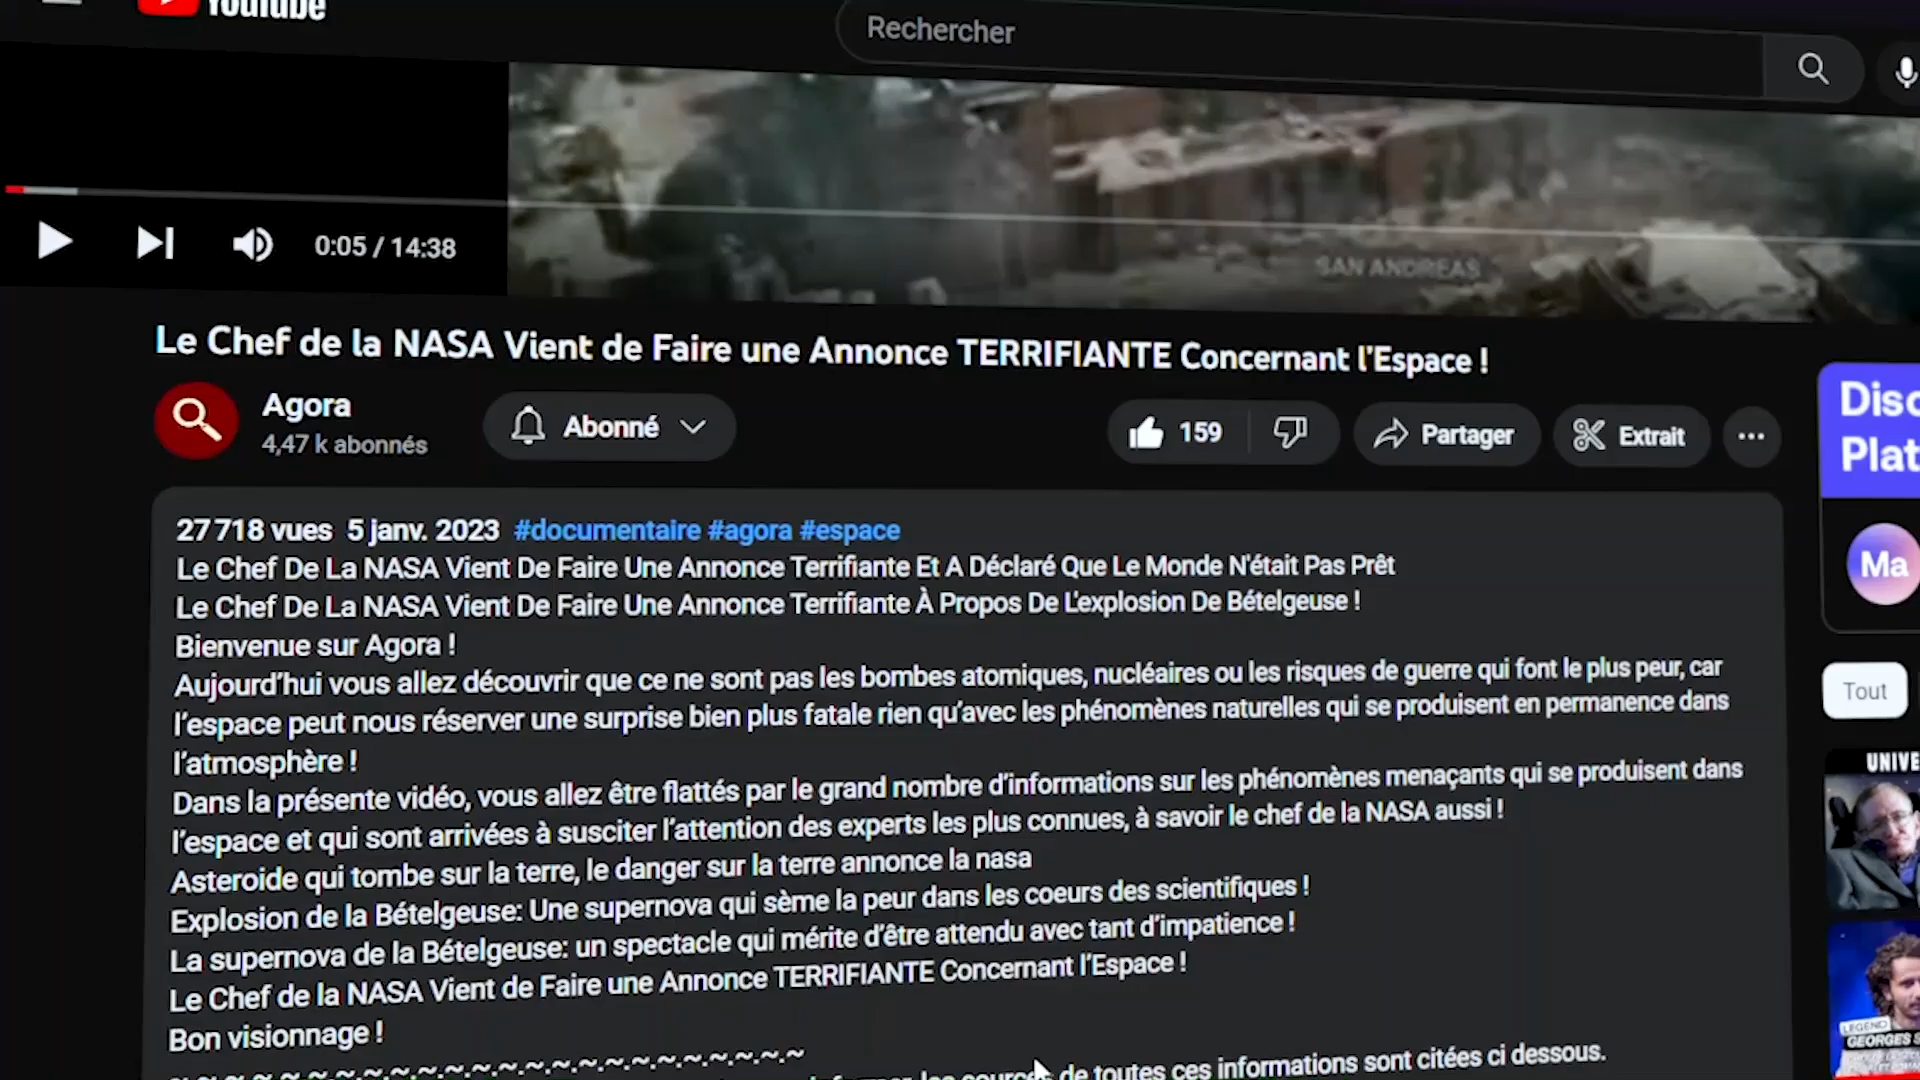 YouTube
Rechercher
SAN ANDREAS
0:05 / 14:38
Le Chef de la NASA Vient de Faire une Annonce TERRIFIANTE Concernant l'Espace !
Agora
4,47 k abonnés
Abonné
159
Partager
Extrait
27 718 vues 5 janv. 2023 #documentaire #agora #espace
Le Chef De La NASA Vient De Faire Une Annonce Terrifiante Et A Déclaré Que Le Monde N'était Pas Prêt
Le Chef De La NASA Vient De Faire Une Annonce Terrifiante À Propos De L'explosion De Bételgeuse !
Bienvenue sur Agora !
Aujourd’hui vous allez découvrir que ce ne sont pas les bombes atomiques, nucléaires ou les risques de guerre qui font le plus peur, car
l’espace peut nous réserver une surprise bien plus fatale rien qu’avec les phénomènes naturelles qui se produisent en permanence dans
l’atmosphère !
Dans la présente vidéo, vous allez être flattés par le grand nombre d’informations sur les phénomènes menaçants qui se produisent dans
l’espace et qui sont arrivées à susciter l’attention des experts les plus connues, à savoir le chef de la NASA aussi !
Asteroide qui tombe sur la terre, le danger sur la terre annonce la nasa
Explosion de la Bételgeuse: Une supernova qui sème la peur dans les coeurs des scientifiques !
La supernova de la Bételgeuse: un spectacle qui mérite d’être attendu avec tant d’impatience !
Le Chef de la NASA Vient de Faire une Annonce TERRIFIANTE Concernant l’Espace !
Bon visionnage !
~.~.~.~.~.~.~.~.~.~.~.~.~.~.~.~.~.~.~.~.~.~.~.~
de toutes ces informations sont citées ci dessous.
Disc
Plat
Ma
Tout
UNIVE
LEGEND
GEORGES S